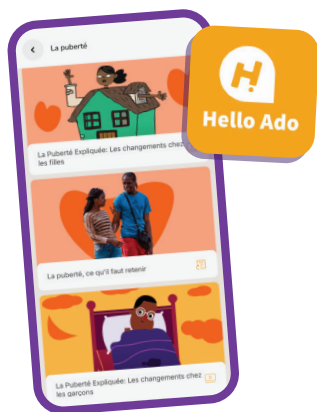 La puberté
Hello Ado
La Puberté Expliquée: Les changements chez
les filles
La puberté, ce qu'il faut retenir
La Puberté Expliquée: Les changements chez
les garçons